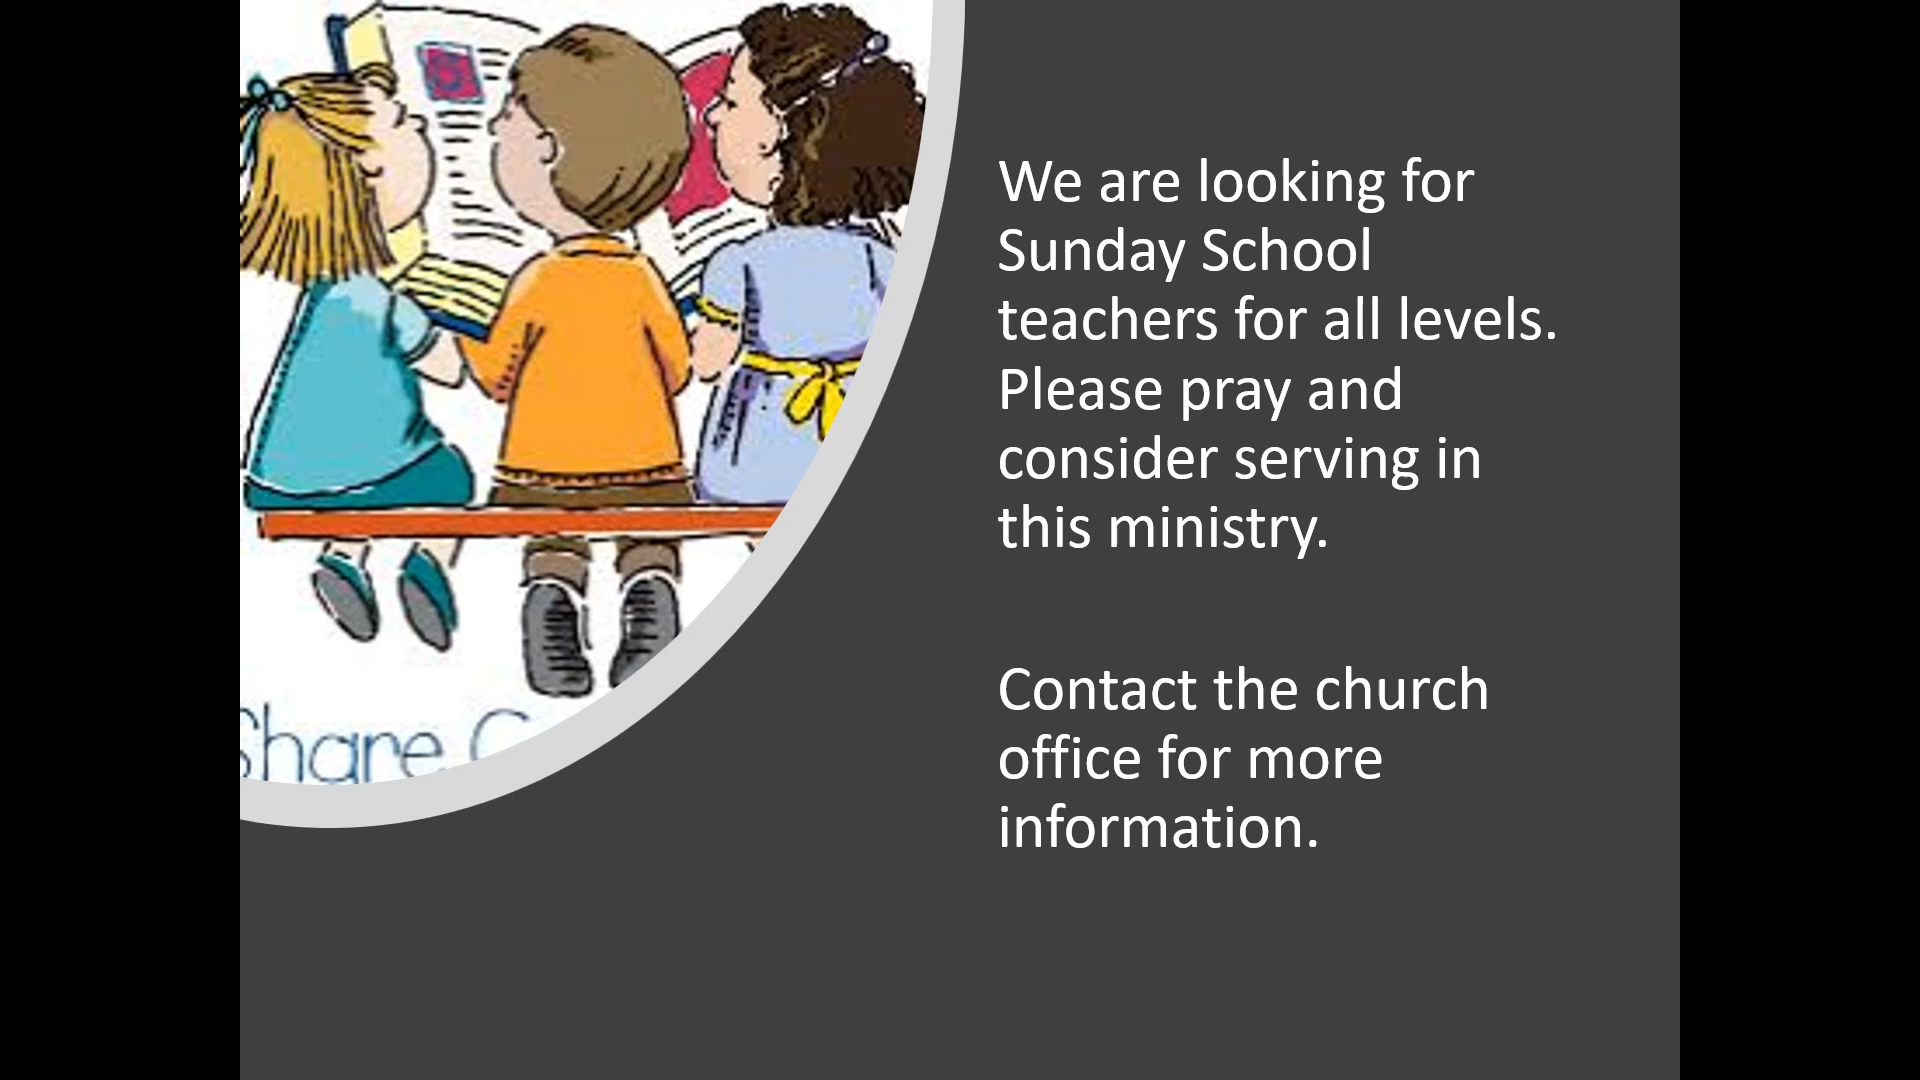 We are looking for
Sunday School
teachers for all levels.
Please pray and
consider serving in
this ministry.
Contact the church
office for more
information.
Share